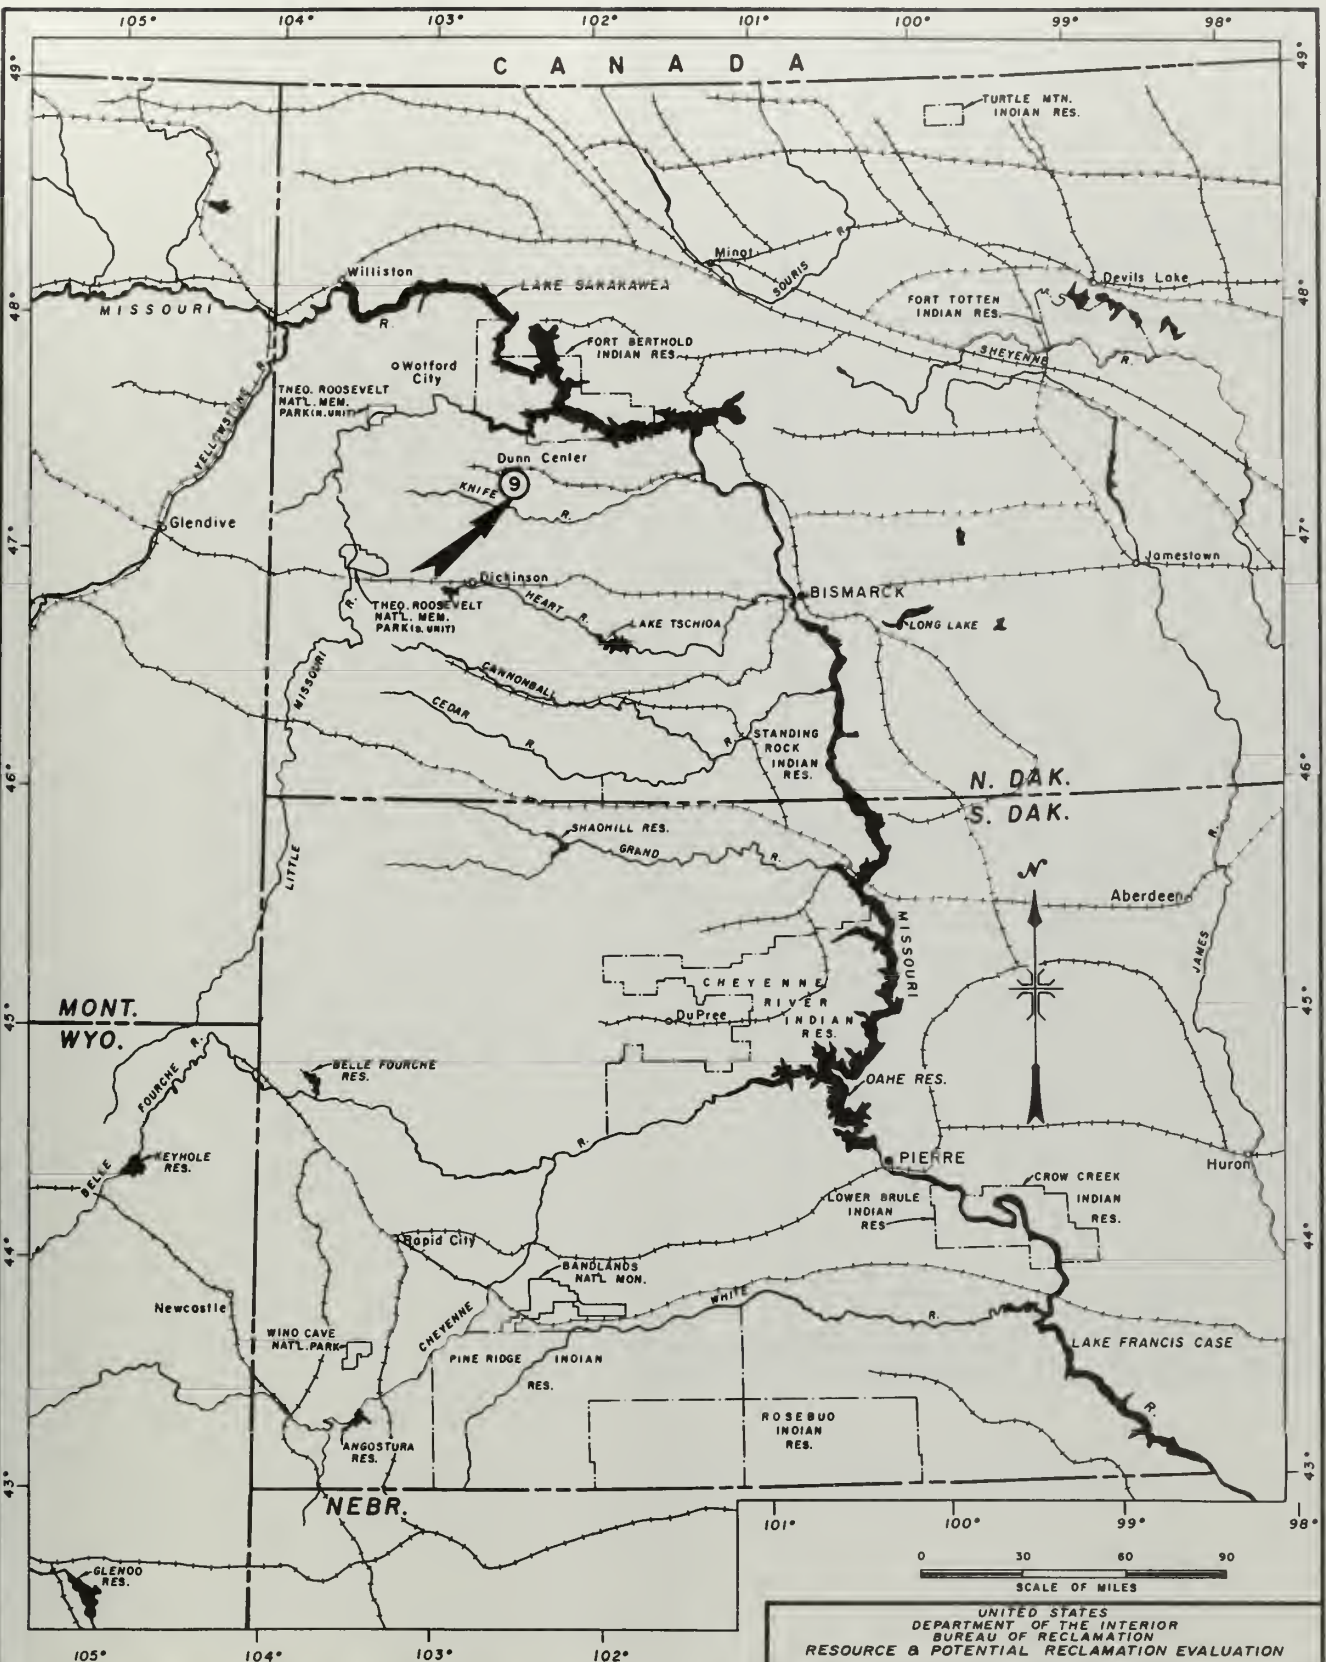 105° 104° 103° 102° 101° 100° 99° 98°
49° 49°
CANADA
TURTLE MTN.
INDIAN RES.
Minot
SOURIS
R.
Williston
LAKE SAKAKAWEA
Devils Lake
48° 48°
MISSOURI
R.
FORT TOTTEN
INDIAN RES.
FORT BERTHOLD
INDIAN RES.
SHEYENNE
R.
Watford
City
THEO. ROOSEVELT
NAT'L. MEM.
PARK (N. UNIT)
YELLOWSTONE
R.
Dunn Center
9
KNIFE
R.
Glendive
47° 47°
Jamestown
Dickinson
BISMARCK
THEO. ROOSEVELT
NAT'L. MEM.
PARK (S. UNIT)
R.
HEART
R.
LAKE TSCHIDA
LONG LAKE
MISSOURI
CANNONBALL
CEDAR
R.
R.
STANDING
ROCK
INDIAN
RES.
46° 46°
N. DAK.
S. DAK.
SHADHILL RES.
GRAND
R.
R.
LITTLE
N
Aberdeen
MISSOURI
JAMES
CHEYENNE
RIVER
INDIAN
RES.
DuPree
45° 45°
MONT.
WYO.
R.
FOURCHE
BELLE FOURCHE
RES.
OAHE RES.
R.
KEYHOLE
RES.
BELLE
PIERRE
Huron
CROW CREEK
INDIAN
RES.
LOWER BRULE
INDIAN
RES
44° 44°
Rapid City
BANDLANDS
NAT'L MON.
Newcastle
WHITE
R.
WIND CAVE
NAT'L. PARK
CHEYENNE
LAKE FRANCIS CASE
PINE RIDGE INDIAN
RES.
R.
ROSEBUD
INDIAN
RES.
ANGOSTURA
RES.
43° 43°
NEBR.
101° 100° 99° 98°
GLENDO
RES.
0 30 60 90
SCALE OF MILES
UNITED STATES
DEPARTMENT OF THE INTERIOR
BUREAU OF RECLAMATION
RESOURCE & POTENTIAL RECLAMATION EVALUATION
105° 104° 103° 102°